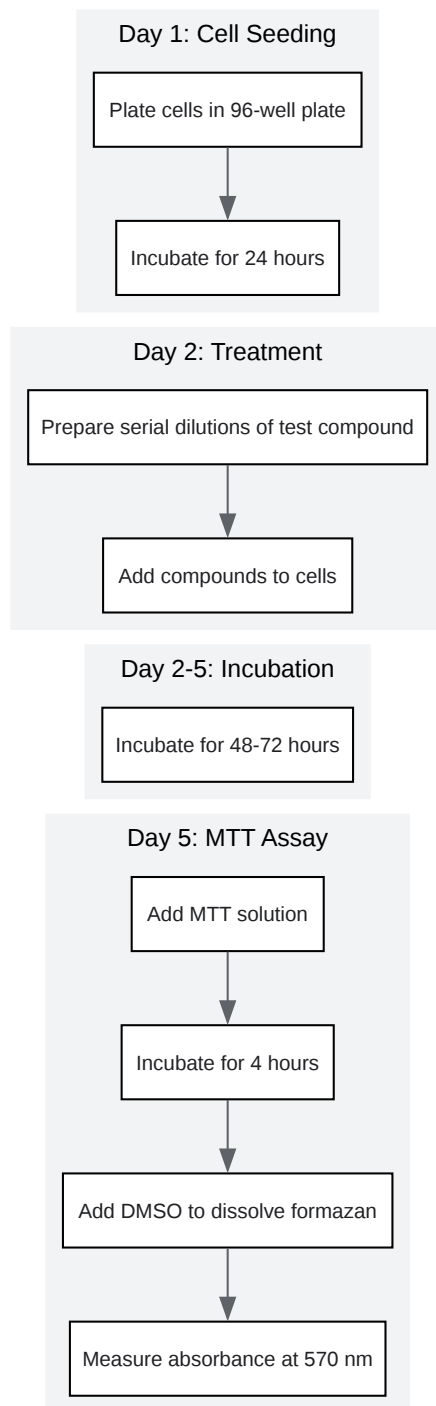 Day 1: Cell Seeding
Plate cells in 96-well plate
Incubate for 24 hours
Day 2: Treatment
Prepare serial dilutions of test compound
Add compounds to cells
Day 2-5: Incubation
Incubate for 48-72 hours
Day 5: MTT Assay
Add MTT solution
Incubate for 4 hours
Add DMSO to dissolve formazan
Measure absorbance at 570 nm